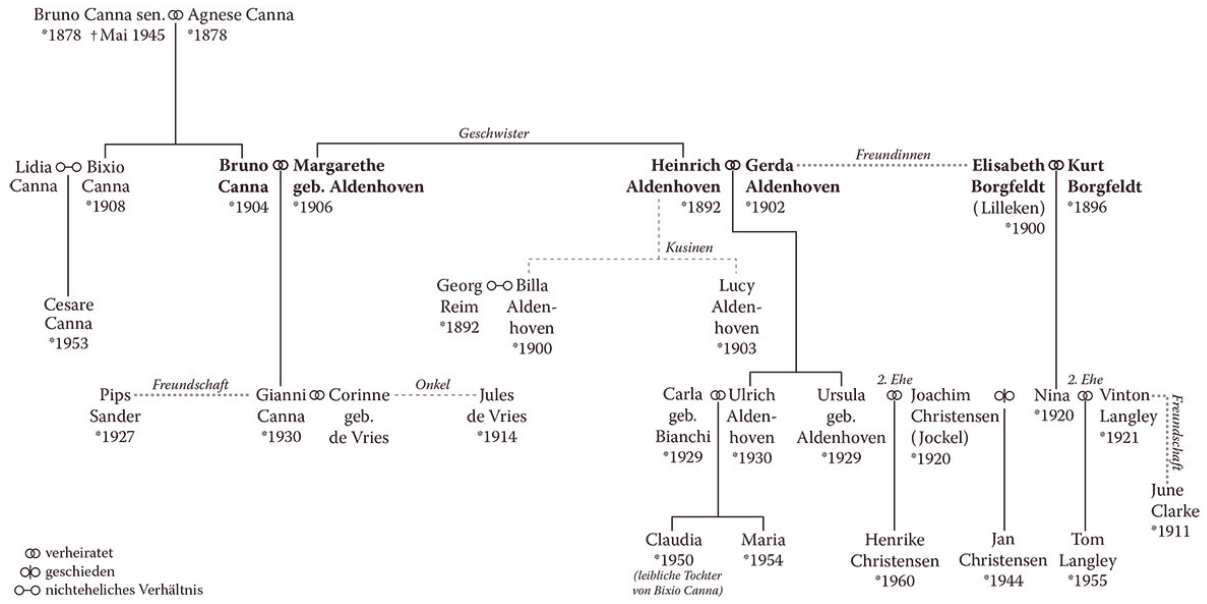 Bruno Canna sen. Agnese Canna
*1878 †Mai 1945 *1878
Geschwister
Lidia
Canna
Bixio
Canna
*1908
Bruno
Canna
*1904
Margarethe
geb. Aldenhoven
*1906
Heinrich
Aldenhoven
*1892
Gerda
Aldenhoven
*1902
Freundinnen
Elisabeth
Borgfeldt
(Lilleken)
*1900
Kurt
Borgfeldt
*1896
Kusinen
Cesare
Canna
*1953
Georg
Reim
*1892
Billa
Alden-
hoven
*1900
Lucy
Alden-
hoven
*1903
Pips
Sander
*1927
Freundschaft
Gianni
Canna
*1930
Corinne
geb.
de Vries
Onkel
Jules
de Vries
*1914
Carla
geb.
Bianchi
*1929
Ulrich
Alden-
hoven
*1930
Ursula
geb.
Aldenhoven
*1929
2. Ehe
Joachim
Christensen
(Jockel)
*1920
Nina
*1920
2. Ehe
Vinton
Langley
*1921
Freundschaft
June
Clarke
*1911
Claudia
*1950
(leibliche Tochter
von Bixio Canna)
Maria
*1954
Henrike
Christensen
*1960
Jan
Christensen
*1944
Tom
Langley
*1955
verheiratet
geschieden
nichteheliches Verhältnis